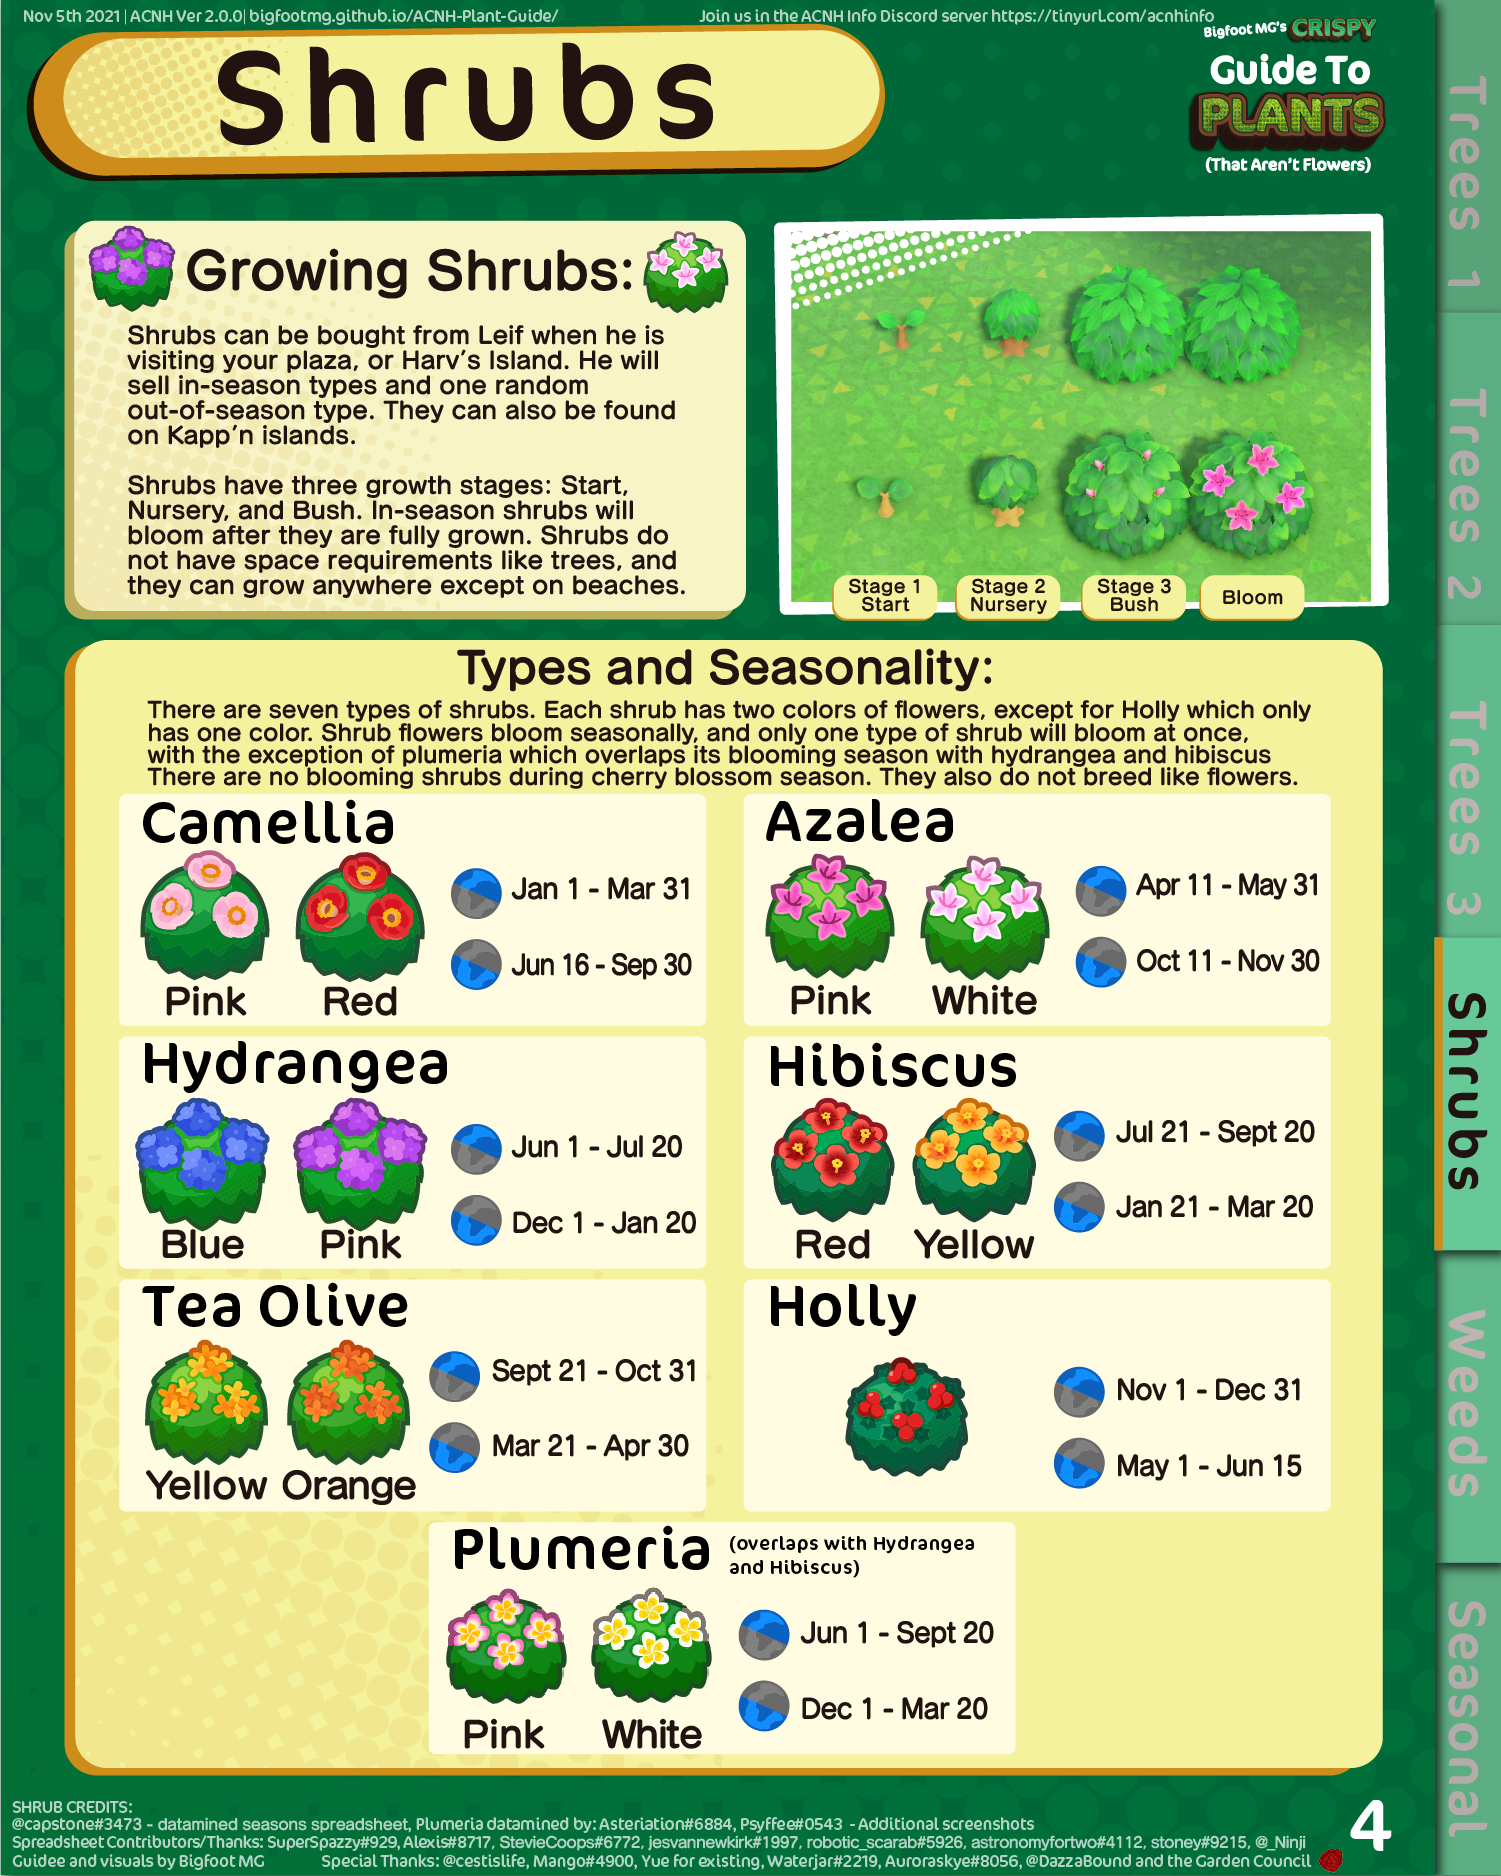 Nov 5th 2021 | ACNH Ver 2.0.0| bigfootmg.github.io/ACNH-Plant-Guide/
Join us in the ACNH Info Discord server https://tinyurl.com/acnhinfo
Bigfoot MG's CRISPY
Guide To
PLANTS
(That Aren't Flowers)
Shrubs
Growing Shrubs:
Shrubs can be bought from Leif when he is
visiting your plaza, or Harv's Island. He will
sell in-season types and one random
out-of-season type. They can also be found
on Kapp'n islands.
Shrubs have three growth stages: Start,
Nursery, and Bush. In-season shrubs will
bloom after they are fully grown. Shrubs do
not have space requirements like trees, and
they can grow anywhere except on beaches.
Stage 1
Start
Stage 2
Nursery
Stage 3
Bush
Bloom
Types and Seasonality:
There are seven types of shrubs. Each shrub has two colors of flowers, except for Holly which only
has one color. Shrub flowers bloom seasonally, and only one type of shrub will bloom at once,
with the exception of plumeria which overlaps its blooming season with hydrangea and hibiscus
There are no blooming shrubs during cherry blossom season. They also do not breed like flowers.
Camellia
Jan 1 - Mar 31
Jun 16 - Sep 30
Pink
Red
Azalea
Apr 11 - May 31
Oct 11 - Nov 30
Pink
White
Hydrangea
Jun 1 - Jul 20
Dec 1 - Jan 20
Blue
Pink
Hibiscus
Jul 21 - Sept 20
Jan 21 - Mar 20
Red
Yellow
Tea Olive
Sept 21 - Oct 31
Mar 21 - Apr 30
Yellow
Orange
Holly
Nov 1 - Dec 31
May 1 - Jun 15
Plumeria
(overlaps with Hydrangea
and Hibiscus)
Jun 1 - Sept 20
Dec 1 - Mar 20
Pink
White
Trees 1
Trees 2
Trees 3
Shrubs
Weeds
Seasonal
SHRUB CREDITS:
@capstone#3473 - datamined seasons spreadsheet, Plumeria datamined by: Asteriation#6884, Psyffee#0543 - Additional screenshots
Spreadsheet Contributors/Thanks: SuperSpazzy#929, Alexis#8717, StevieCoops#6772, jesvannewkirk#1997, robotic_scarab#5926, astronomyfortwo#4112, stoney#9215, @_Ninji
Guidee and visuals by Bigfoot MG
Special Thanks: @cestislife, Mango#4900, Yue for existing, Waterjar#2219, Auroraskye#8056, @DazzaBound and the Garden Council
4